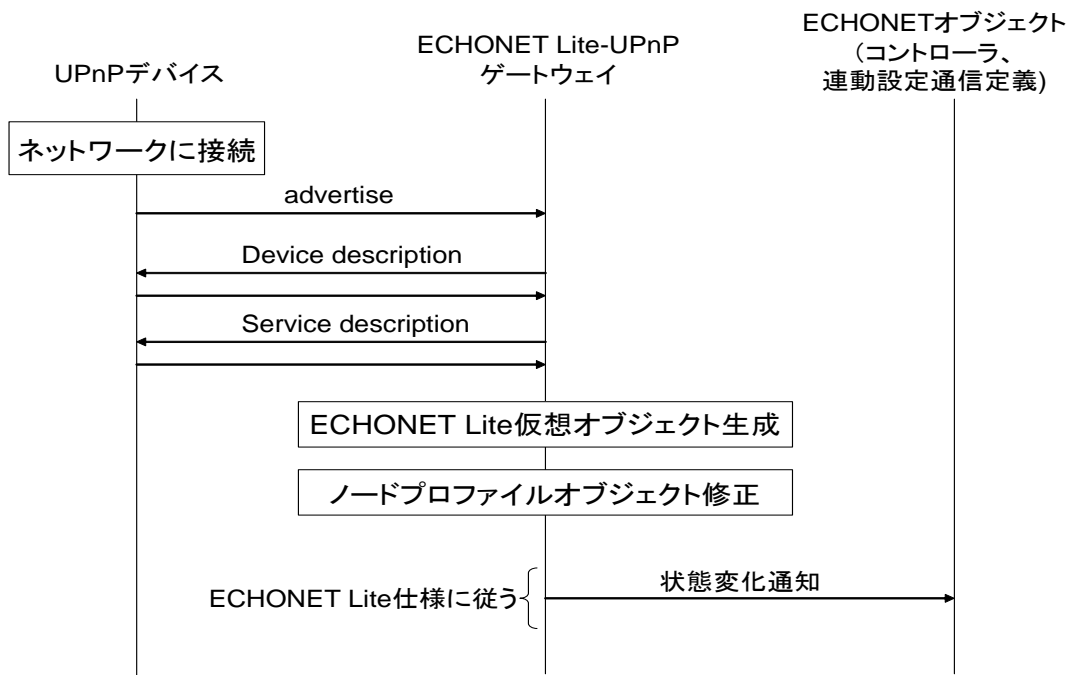 UPnPデバイス
ECHONET Lite-UPnP
ゲートウェイ
ECHONETオブジェクト
(コントローラ、
連動設定通信定義)
ネットワークに接続
advertise
Device description
Service description
ECHONET Lite仮想オブジェクト生成
ノードプロファイルオブジェクト修正
ECHONET Lite仕様に従う
状態変化通知